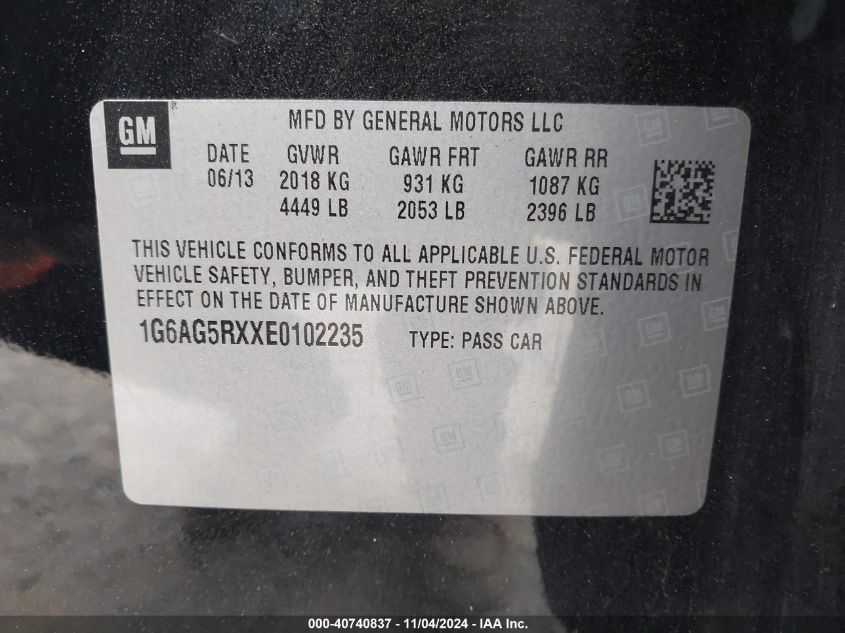 GM ®
MFD BY GENERAL MOTORS LLC
DATE GVWR GAWR FRT GAWR RR
06/13 2018 KG 931 KG 1087 KG
4449 LB 2053 LB 2396 LB
THIS VEHICLE CONFORMS TO ALL APPLICABLE U.S. FEDERAL MOTOR
VEHICLE SAFETY, BUMPER, AND THEFT PREVENTION STANDARDS IN
EFFECT ON THE DATE OF MANUFACTURE SHOWN ABOVE.
1G6AG5RXXE0102235 TYPE: PASS CAR
000-40740837 - 11/04/2024 - IAA Inc.